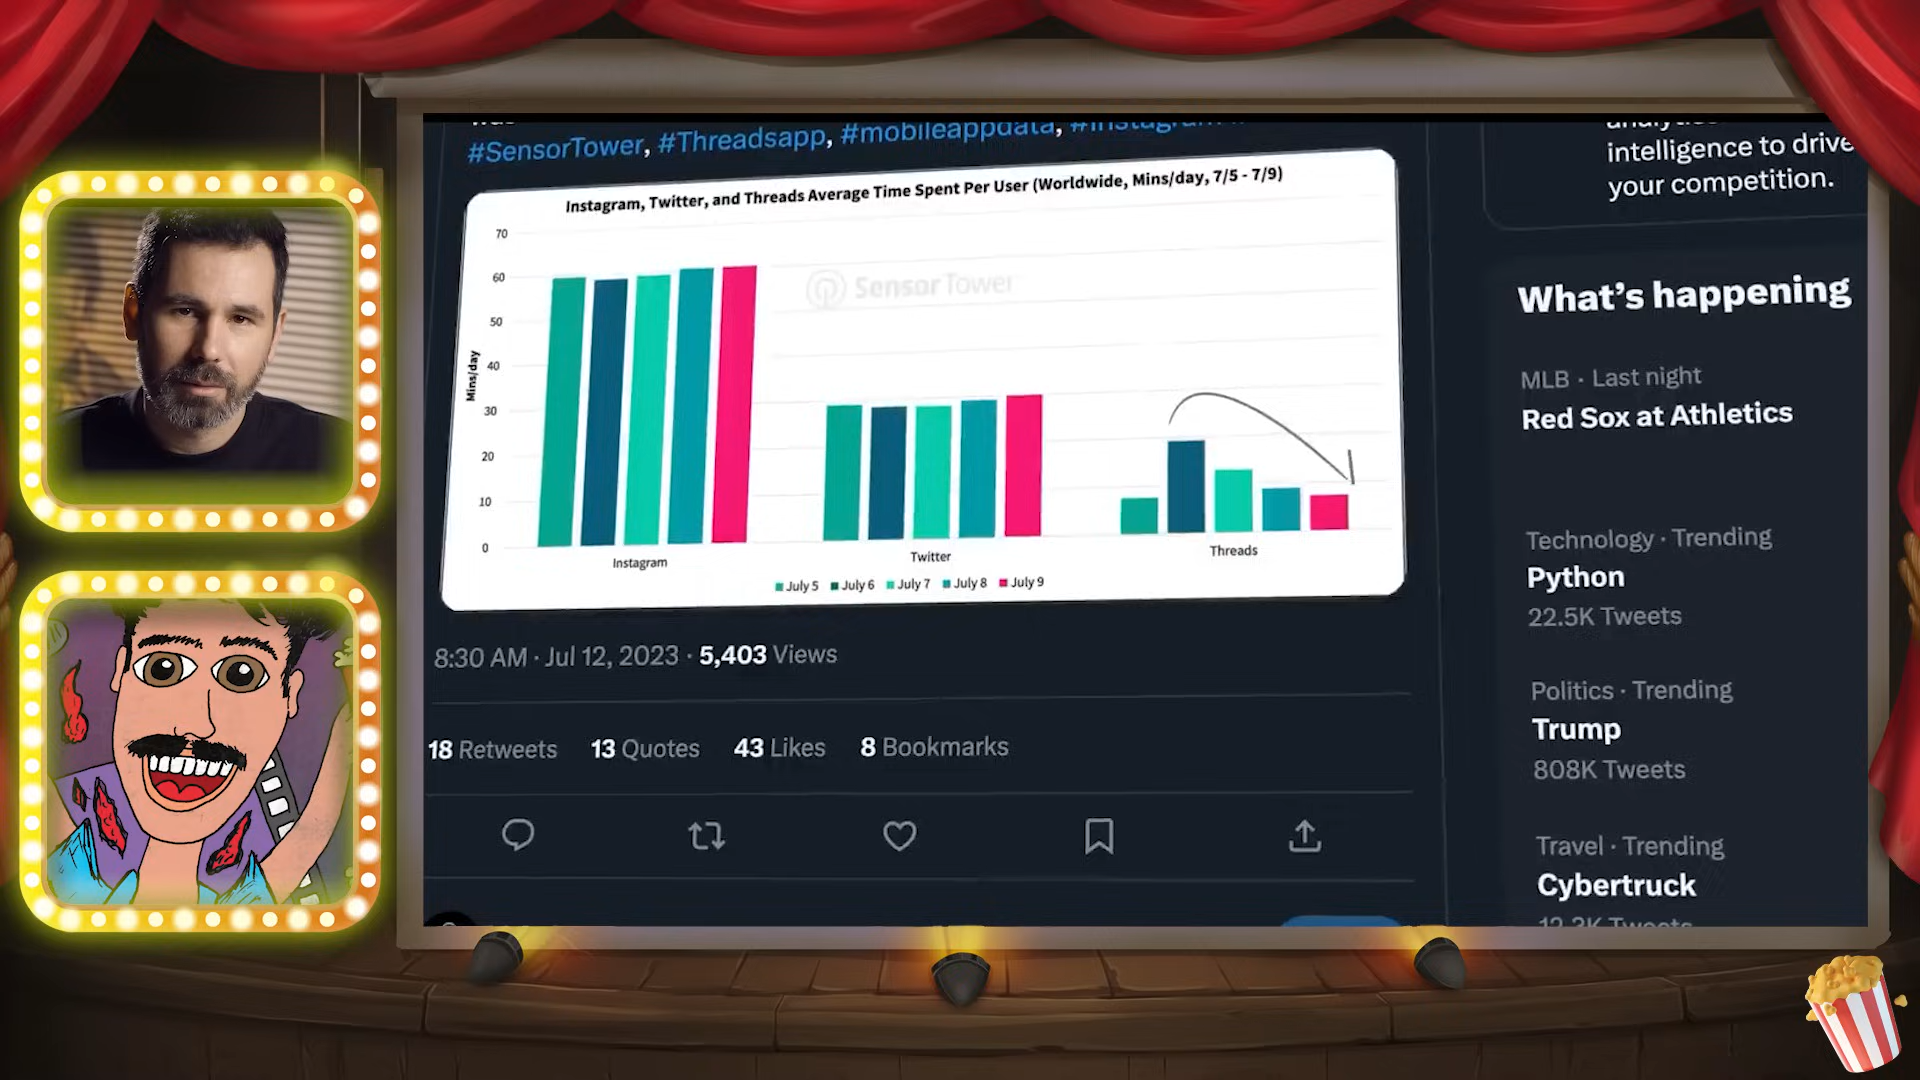 #SensorTower, #Threadsapp, #mobileappdata,
Instagram, Twitter, and Threads Average Time Spent Per User (Worldwide, Mins/day, 7/5 - 7/9)
70
60
50
40
30
20
10
0
Mins/day
SensorTower
Instagram
Twitter
Threads
July 5
July 6
July 7
July 8
July 9
8:30 AM · Jul 12, 2023 · 5,403 Views
18 Retweets 13 Quotes 43 Likes 8 Bookmarks
intelligence to drive
your competition.
What's happening
MLB · Last night
Red Sox at Athletics
Technology · Trending
Python
22.5K Tweets
Politics · Trending
Trump
808K Tweets
Travel · Trending
Cybertruck